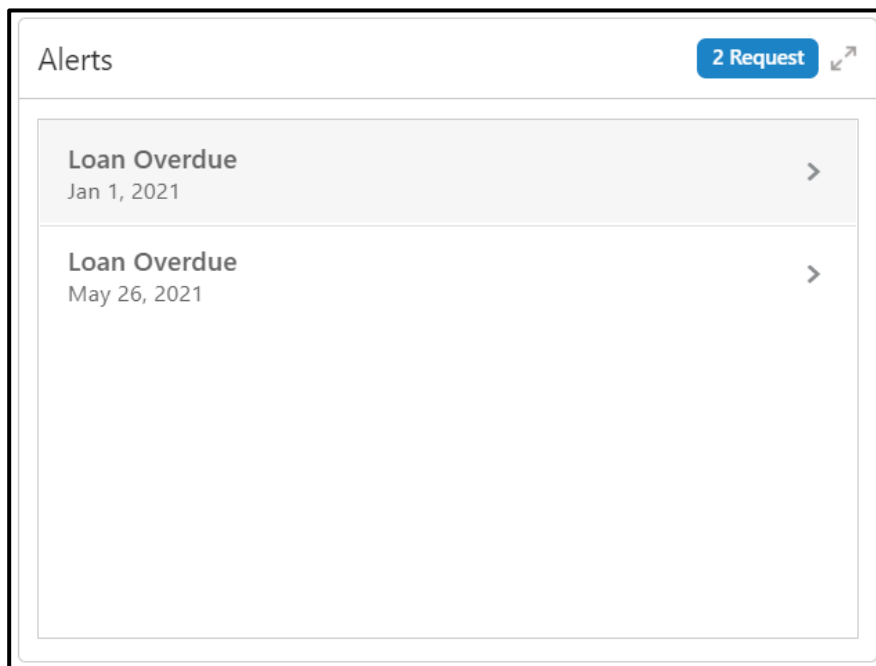 Alerts
2 Request
Loan Overdue
Jan 1, 2021
Loan Overdue
May 26, 2021